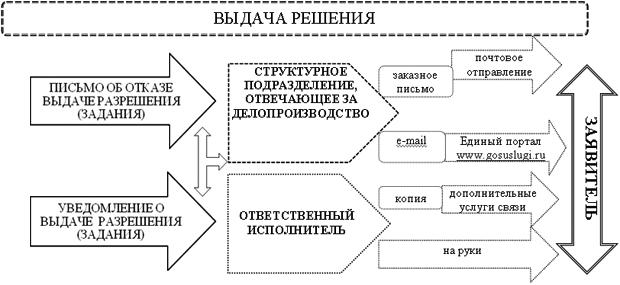 ВЫДАЧА РЕШЕНИЯ
ПИСЬМО ОБ ОТКАЗЕ
ВЫДАЧЕ РАЗРЕШЕНИЯ
(ЗАДАНИЯ)
СТРУКТУРНОЕ
ПОДРАЗДЕЛЕНИЕ,
ОТВЕЧАЮЩЕЕ ЗА
ДЕЛОПРОИЗВОДСТВО
заказное
письмо
почтовое
отправление
e-mail
Единый портал
www.gosuslugi.ru
УВЕДОМЛЕНИЕ О
ВЫДАЧЕ РАЗРЕШЕНИЯ
(ЗАДАНИЯ)
ОТВЕТСТВЕННЫЙ
ИСПОЛНИТЕЛЬ
копия
дополнительные
услуги связи
на руки
ЗАЯВИТЕЛЬ